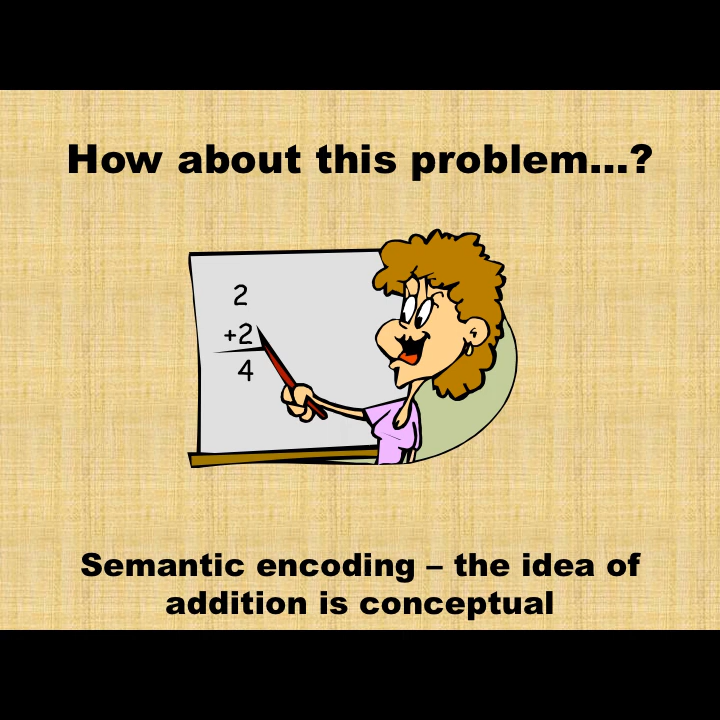 How about this problem...?
2
+2
4
Semantic encoding – the idea of
addition is conceptual